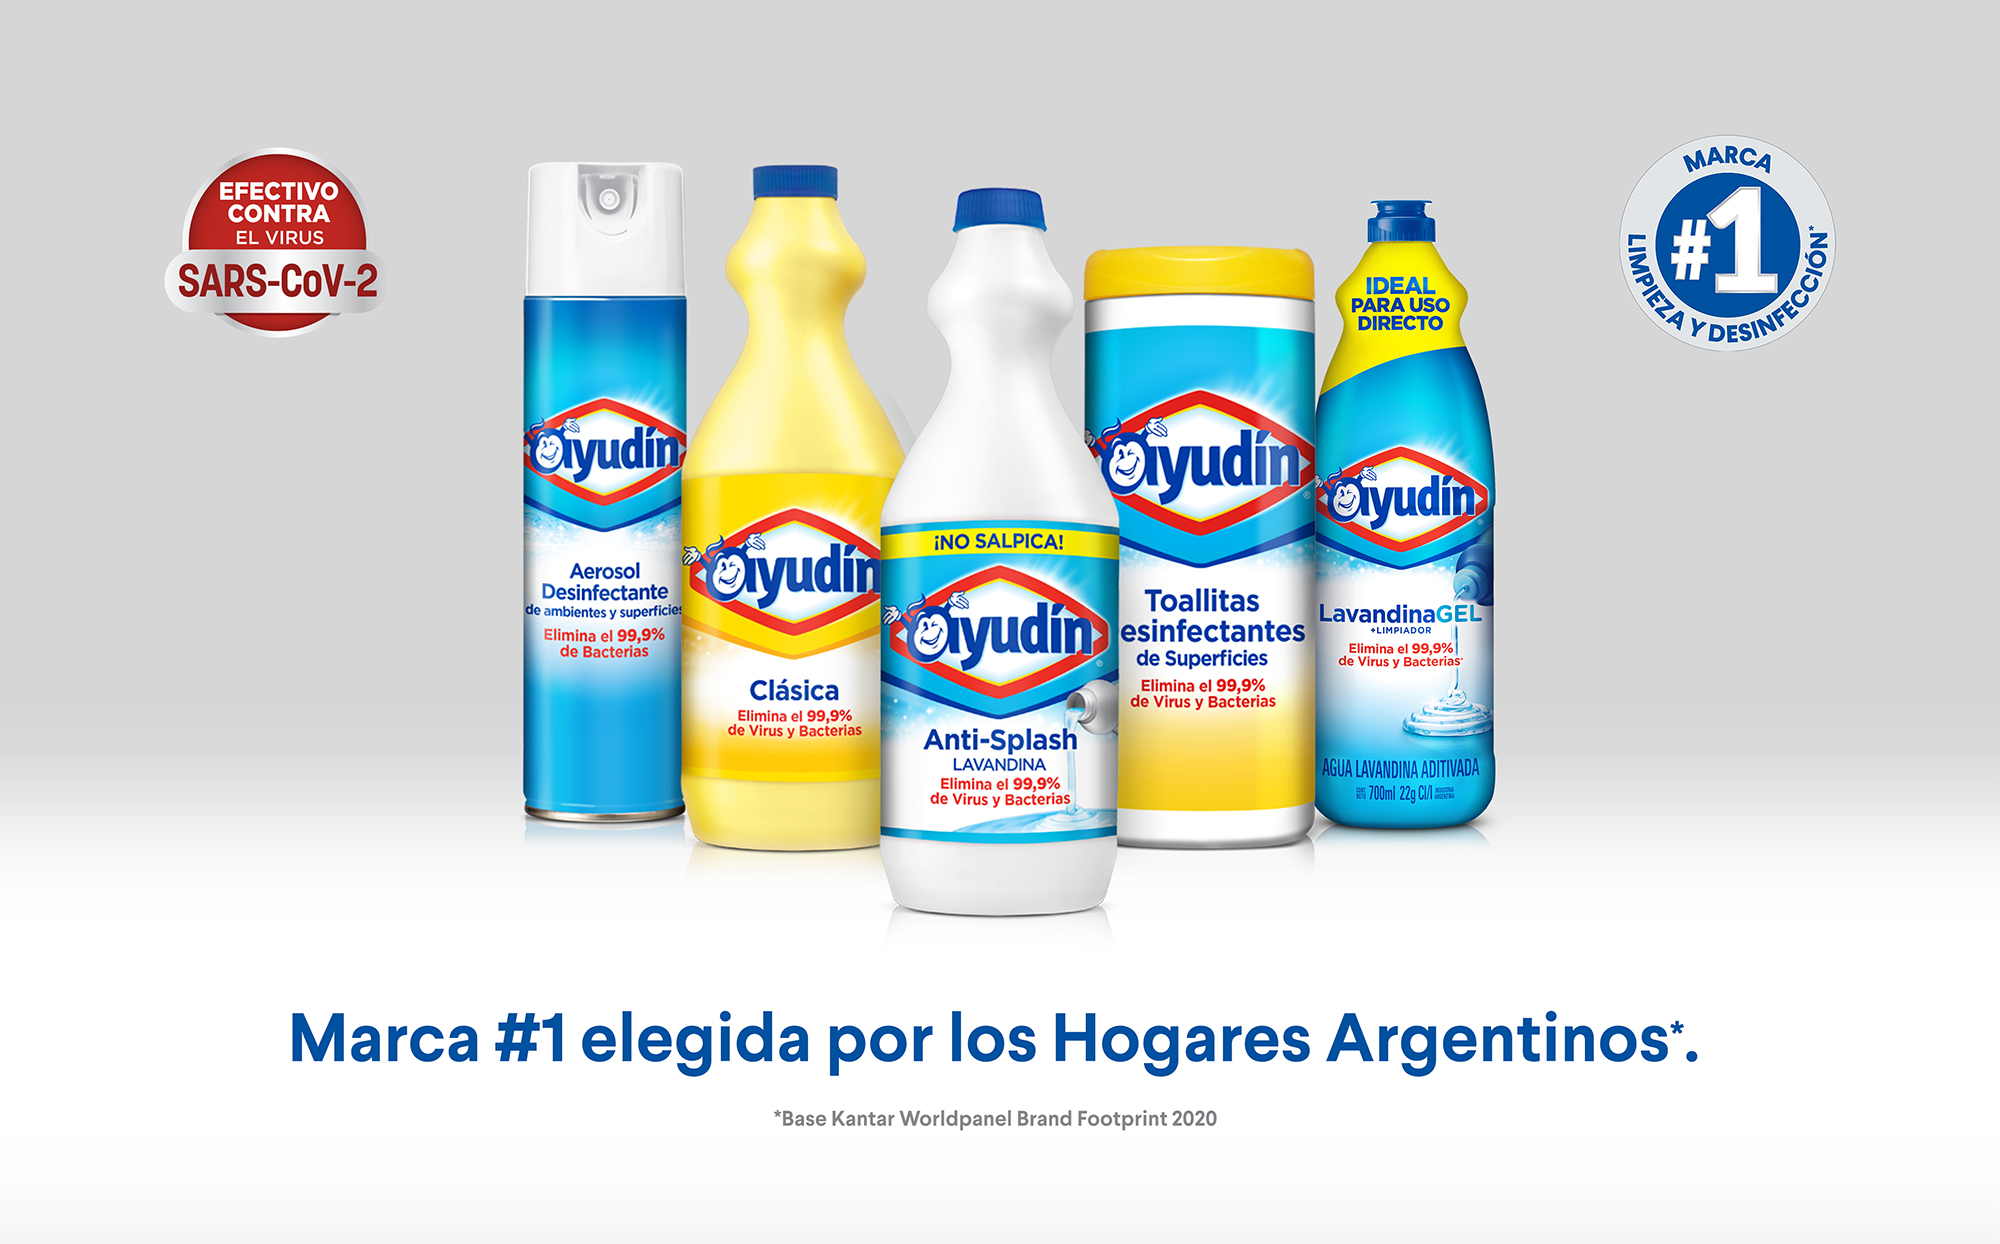 EFECTIVO
CONTRA
EL VIRUS
SARS-CoV-2
MARCA
#1
LIMPIEZA Y DESINFECCIÓN*
Ayudín
Aerosol
Desinfectante
de ambientes y superficies
Elimina el 99,9%
de Bacterias
Ayudín
Clásica
Elimina el 99,9%
de Virus y Bacterias
¡NO SALPICA!
Ayudín
Anti-Splash
LAVANDINA
Elimina el 99,9%
de Virus y Bacterias
Ayudín
Toallitas
esinfectantes
de Superficies
Elimina el 99,9%
de Virus y Bacterias
IDEAL
PARA USO
DIRECTO
Ayudín
LavandinaGEL
+LIMPIADOR
Elimina el 99,9%
de Virus y Bacterias*
AGUA LAVANDINA ADITIVADA
CONT. NETO 700ml 22g Cl/l INDUSTRIA ARGENTINA
Marca #1 elegida por los Hogares Argentinos*.
*Base Kantar Worldpanel Brand Footprint 2020